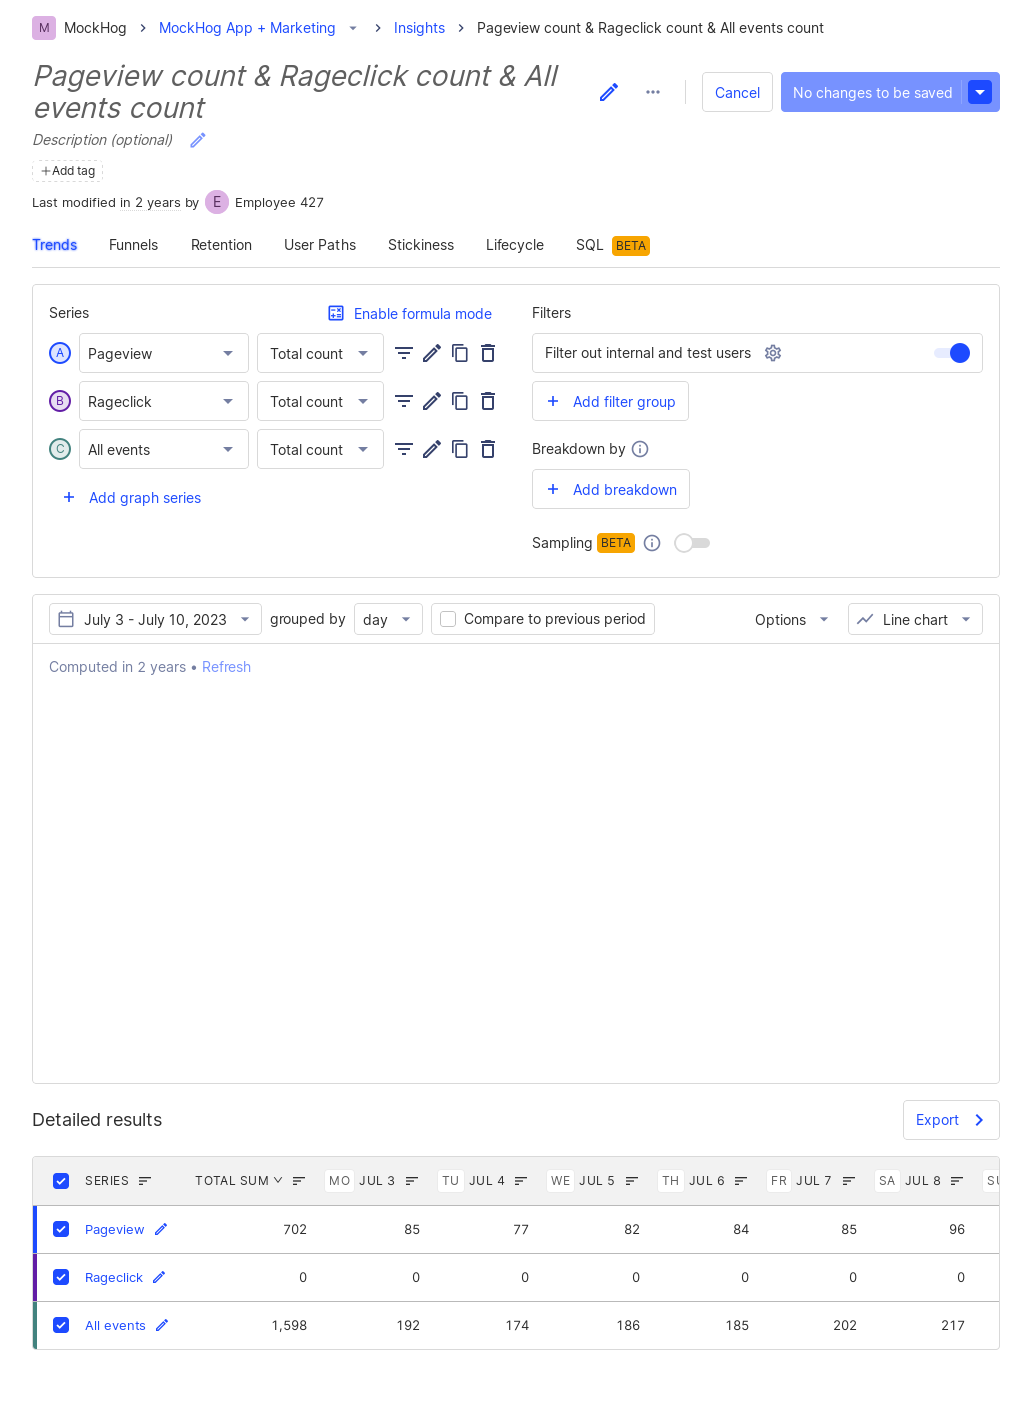 M MockHog > MockHog App + Marketing > Insights > Pageview count & Rageclick count & All events count
Pageview count & Rageclick count & All
events count
Cancel
No changes to be saved
Description (optional)
+Add tag
Last modified in 2 years by E Employee 427
Trends Funnels Retention User Paths Stickiness Lifecycle SQL BETA
Series
Enable formula mode
A Pageview Total count
B Rageclick Total count
C All events Total count
+ Add graph series
Filters
Filter out internal and test users
+ Add filter group
Breakdown by
+ Add breakdown
Sampling BETA
July 3 - July 10, 2023 grouped by day Compare to previous period Options Line chart
Computed in 2 years • Refresh
Detailed results
Export
SERIES TOTAL SUM MO JUL 3 TU JUL 4 WE JUL 5 TH JUL 6 FR JUL 7 SA JUL 8
Pageview 702 85 77 82 84 85 96
Rageclick 0 0 0 0 0 0 0
All events 1,598 192 174 186 185 202 217